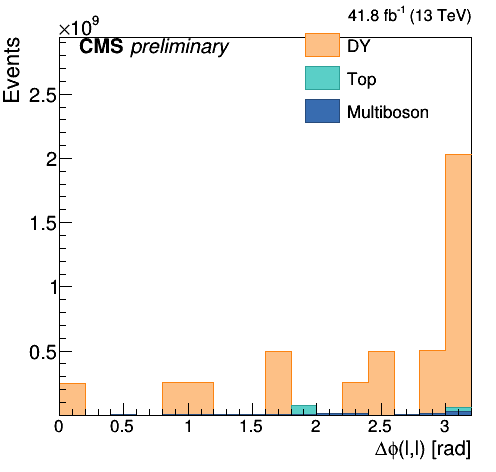 41.8 fb⁻¹ (13 TeV)
×10⁹
CMS preliminary
DY
Top
Multiboson
Events
2.5
2
1.5
1
0.5
0 0.5 1 1.5 2 2.5 3
Δϕ(l,l) [rad]